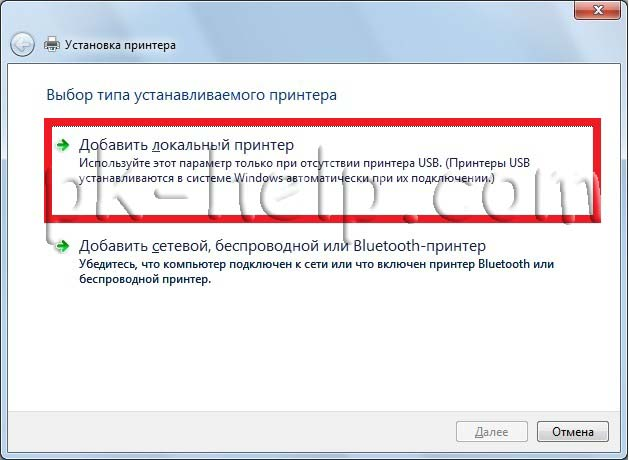 Установка принтера
Выбор типа устанавливаемого принтера
Добавить локальный принтер
Используйте этот параметр только при отсутствии принтера USB. (Принтеры USB
устанавливаются в системе Windows автоматически при их подключении.)
pk-help.com
Добавить сетевой, беспроводной или Bluetooth-принтер
Убедитесь, что компьютер подключен к сети или что включен принтер Bluetooth или
беспроводной принтер.
Далее
Отмена